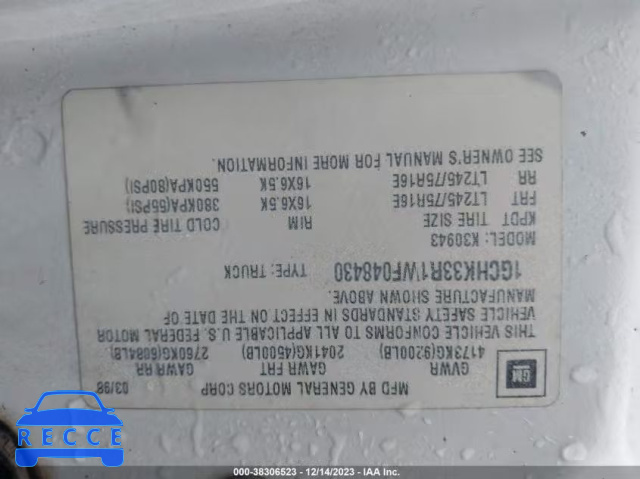 MFD BY GENERAL MOTORS CORP 03/98
GVWR GAWR FRT GAWR RR
4173KG(9200LB) 2041KG(4500LB) 2760KG(6084LB)
THIS VEHICLE CONFORMS TO ALL APPLICABLE U.S. FEDERAL MOTOR
VEHICLE SAFETY STANDARDS IN EFFECT ON THE DATE OF
MANUFACTURE SHOWN ABOVE.
1GCHK33R1WF048430 TYPE: TRUCK
MODEL: K30943
KPDT TIRE SIZE RIM COLD TIRE PRESSURE
FRT LT245/75R16E 16X6.5K 380KPA(55PSI)
RR LT245/75R16E 16X6.5K 550KPA(80PSI)
SEE OWNER'S MANUAL FOR MORE INFORMATION.
GM
BIDCARS.ORG
000-38306523 - 12/14/2023 - IAA Inc.